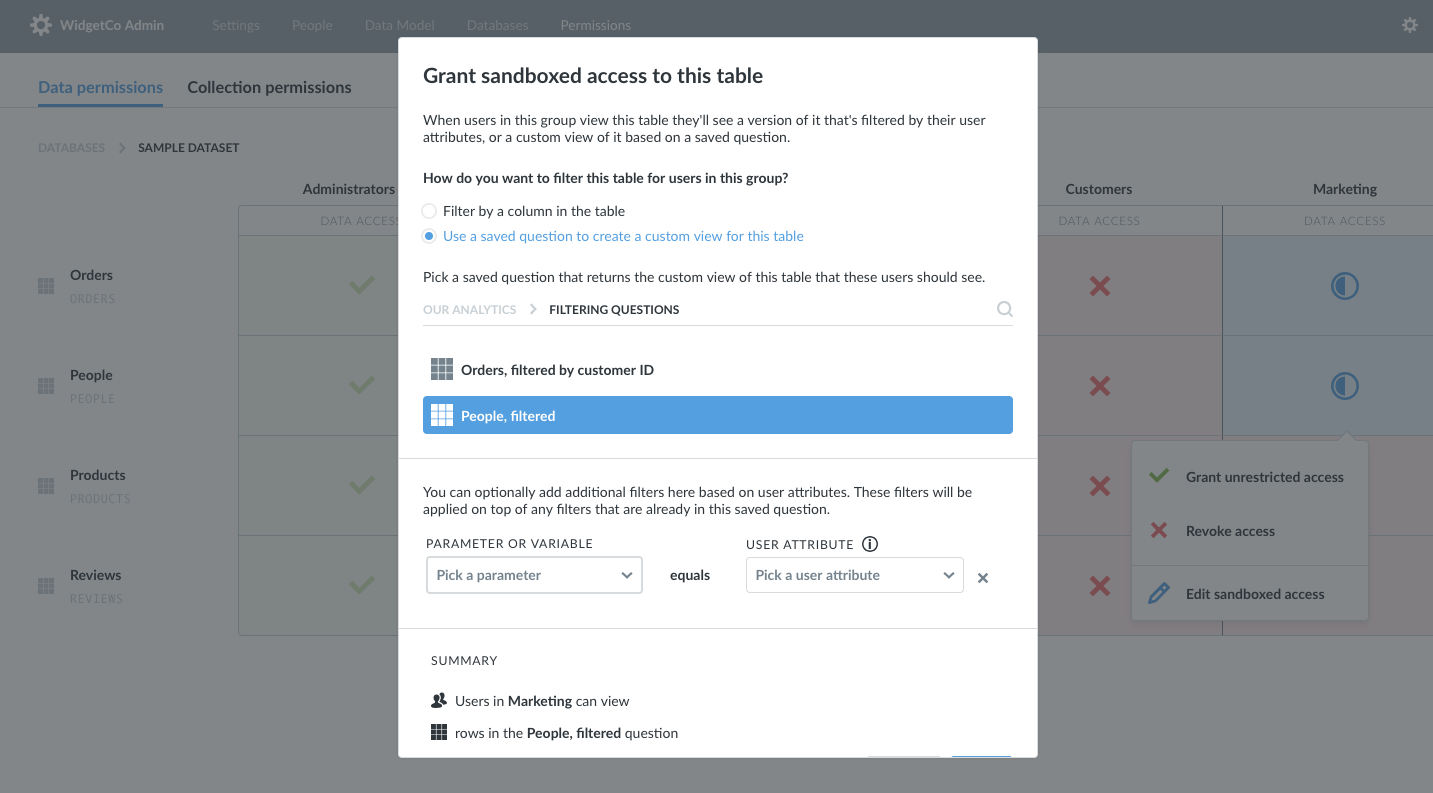 WidgetCo Admin
Settings
People
Data Model
Databases
Permissions
Data permissions
Collection permissions
DATABASES
SAMPLE DATASET
Administrators
Customers
Marketing
DATA ACCESS
DATA ACCESS
DATA ACCESS
Orders
ORDERS
People
PEOPLE
Products
PRODUCTS
Reviews
REVIEWS
Grant unrestricted access
Revoke access
Edit sandboxed access
Grant sandboxed access to this table
When users in this group view this table they'll see a version of it that's filtered by their user
attributes, or a custom view of it based on a saved question.
How do you want to filter this table for users in this group?
Filter by a column in the table
Use a saved question to create a custom view for this table
Pick a saved question that returns the custom view of this table that these users should see.
OUR ANALYTICS
FILTERING QUESTIONS
Orders, filtered by customer ID
People, filtered
You can optionally add additional filters here based on user attributes. These filters will be
applied on top of any filters that are already in this saved question.
PARAMETER OR VARIABLE
USER ATTRIBUTE
Pick a parameter
equals
Pick a user attribute
SUMMARY
Users in Marketing can view
rows in the People, filtered question